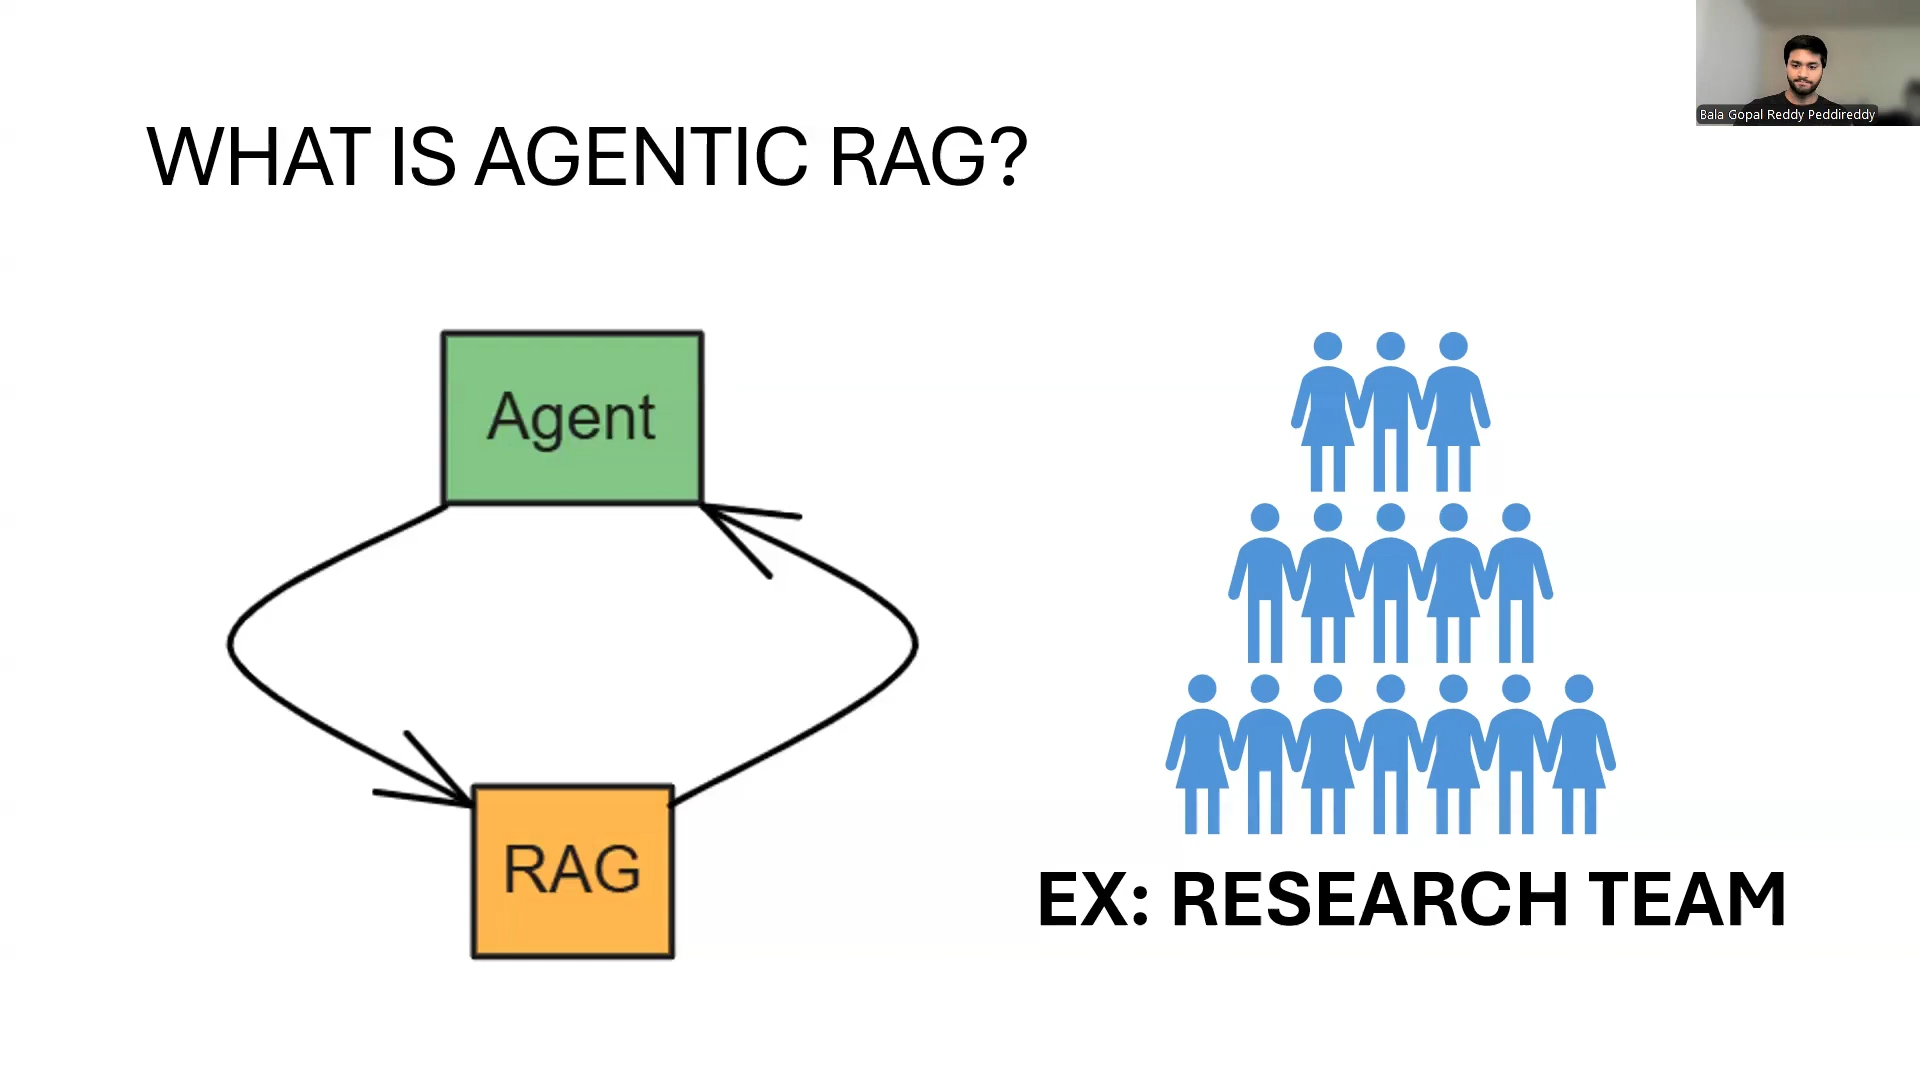 Bala Gopal Reddy Peddireddy
WHAT IS AGENTIC RAG?
Agent
RAG
EX: RESEARCH TEAM